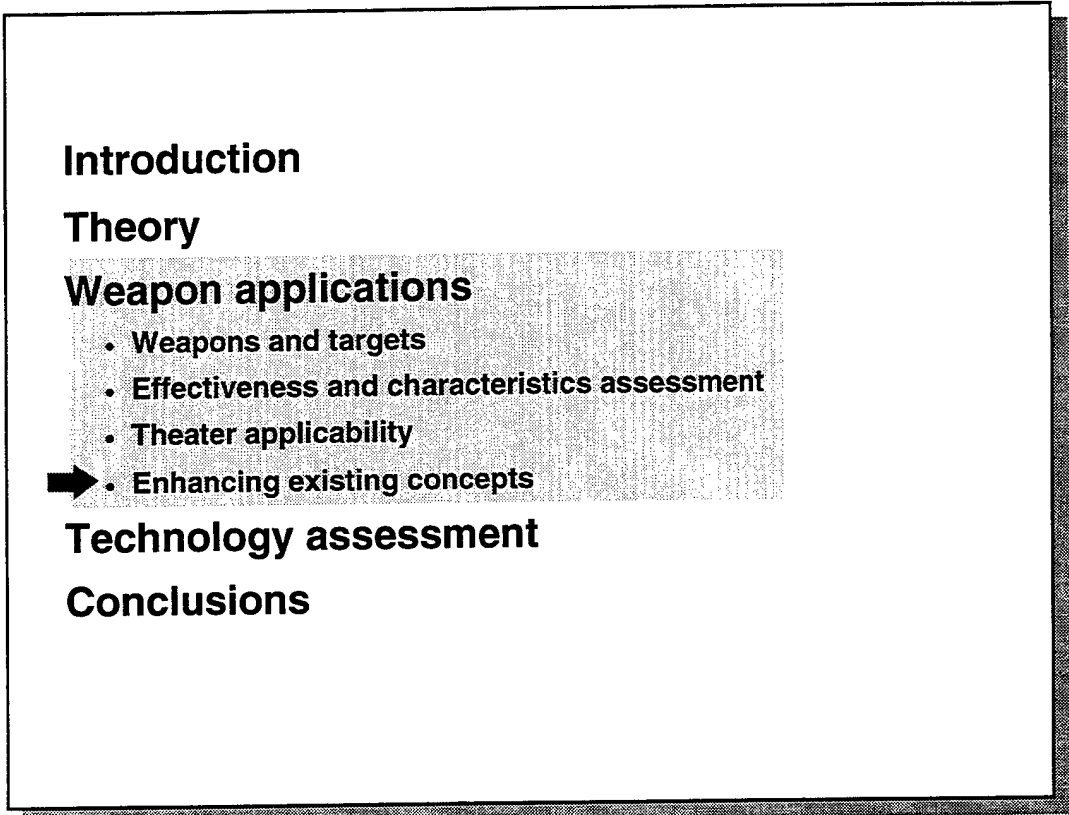 Introduction
Theory
Weapon applications
• Weapons and targets
• Effectiveness and characteristics assessment
• Theater applicability
• Enhancing existing concepts
Technology assessment
Conclusions